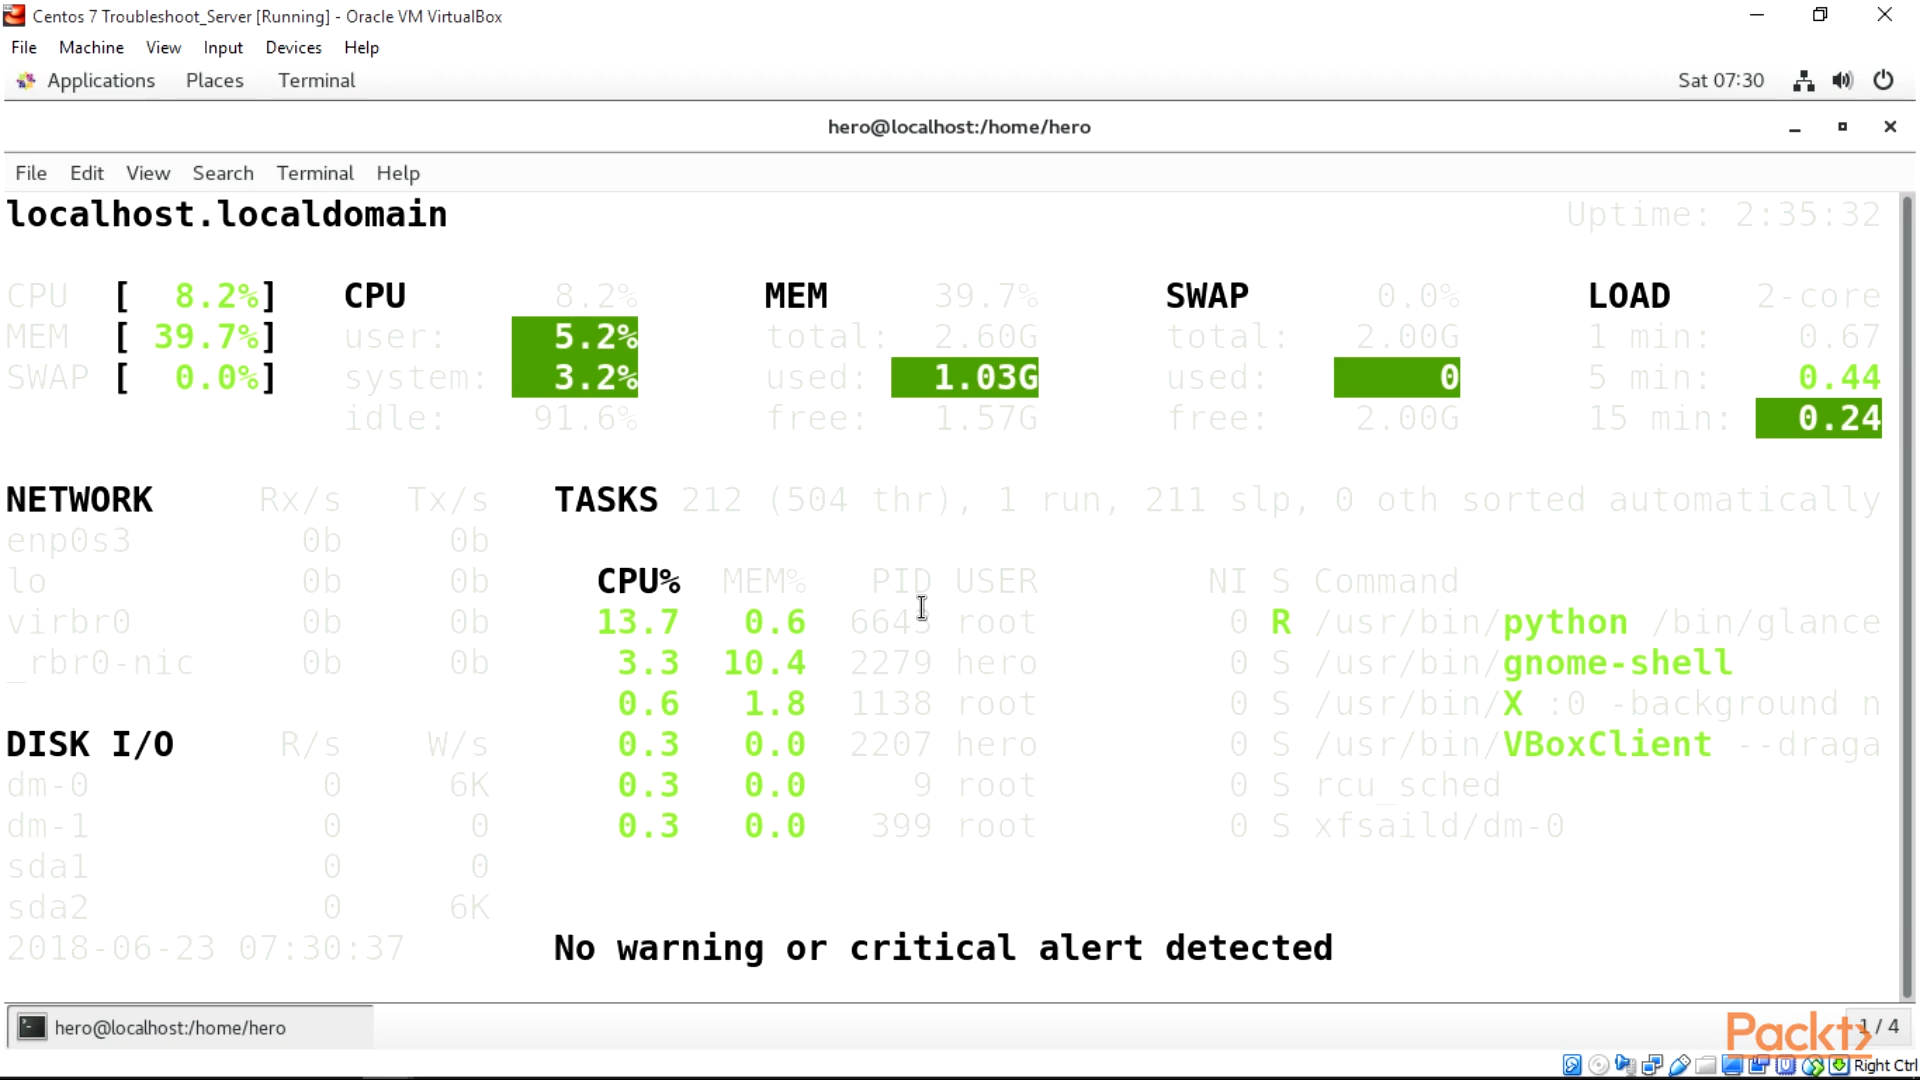 Centos 7 Troubleshoot_Server [Running] - Oracle VM VirtualBox
File Machine View Input Devices Help
Applications Places Terminal Sat 07:30
hero@localhost:/home/hero
File Edit View Search Terminal Help
localhost.localdomain Uptime: 2:35:32
CPU [ 8.2%] CPU 8.2% MEM 39.7% SWAP 0.0% LOAD 2-core
MEM [ 39.7%] user: 5.2% total: 2.60G total: 2.00G 1 min: 0.67
SWAP [ 0.0%] system: 3.2% used: 1.03G used: 0 5 min: 0.44
idle: 91.6% free: 1.57G free: 2.00G 15 min: 0.24
NETWORK Rx/s Tx/s TASKS 212 (504 thr), 1 run, 211 slp, 0 oth sorted automatically
enp0s3 0b 0b
lo 0b 0b CPU% MEM% PID USER NI S Command
virbr0 0b 0b 13.7 0.6 6643 root 0 R /usr/bin/python /bin/glance
_rbr0-nic 0b 0b 3.3 10.4 2279 hero 0 S /usr/bin/gnome-shell
0.6 1.8 1138 root 0 S /usr/bin/X :0 -background n
DISK I/O R/s W/s 0.3 0.0 2207 hero 0 S /usr/bin/VBoxClient --draga
dm-0 0 6K 0.3 0.0 9 root 0 S rcu_sched
dm-1 0 0 0.3 0.0 399 root 0 S xfsaild/dm-0
sda1 0 0
sda2 0 6K
2018-06-23 07:30:37 No warning or critical alert detected
hero@localhost:/home/hero 1 / 4
Packt>
Right Ctrl